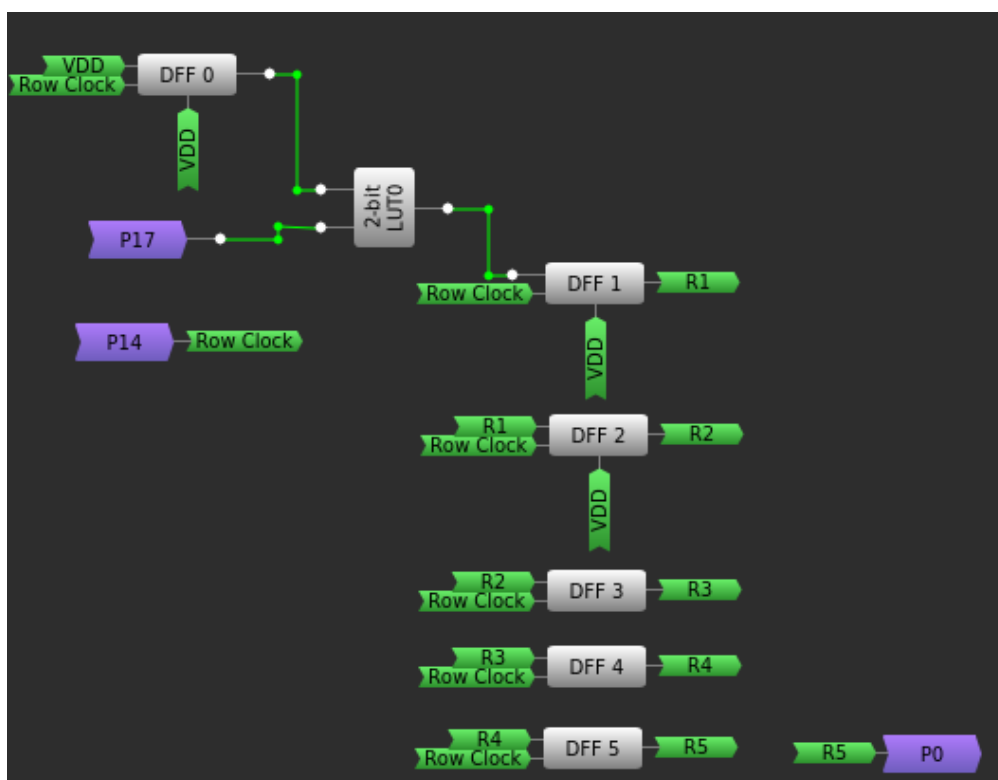 VDD
Row Clock
DFF 0
VDD
2-bit
LUT0
P17
DFF 1
R1
Row Clock
P14
Row Clock
VDD
R1
Row Clock
DFF 2
R2
VDD
R2
Row Clock
DFF 3
R3
R3
Row Clock
DFF 4
R4
R4
Row Clock
DFF 5
R5
R5
P0